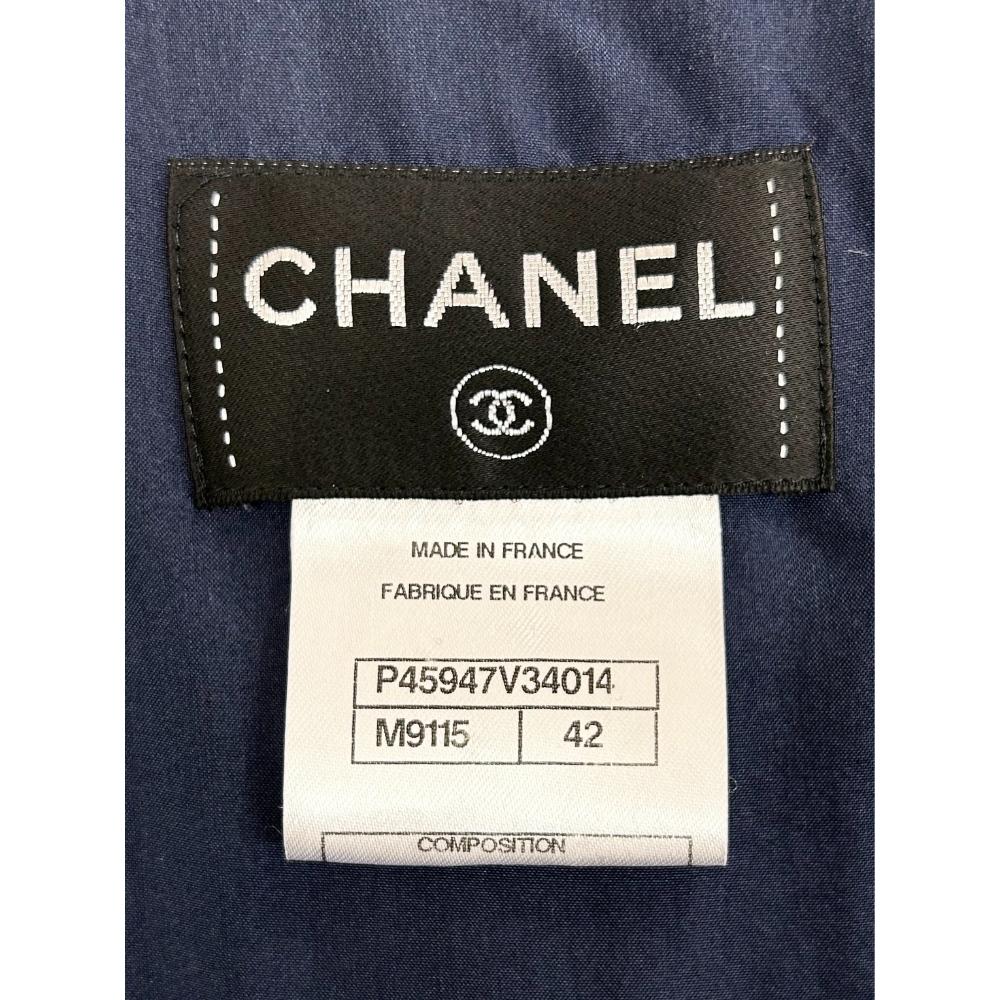 CHANEL
MADE IN FRANCE
FABRIQUE EN FRANCE
P45947V34014
M9115 42
COMPOSITION